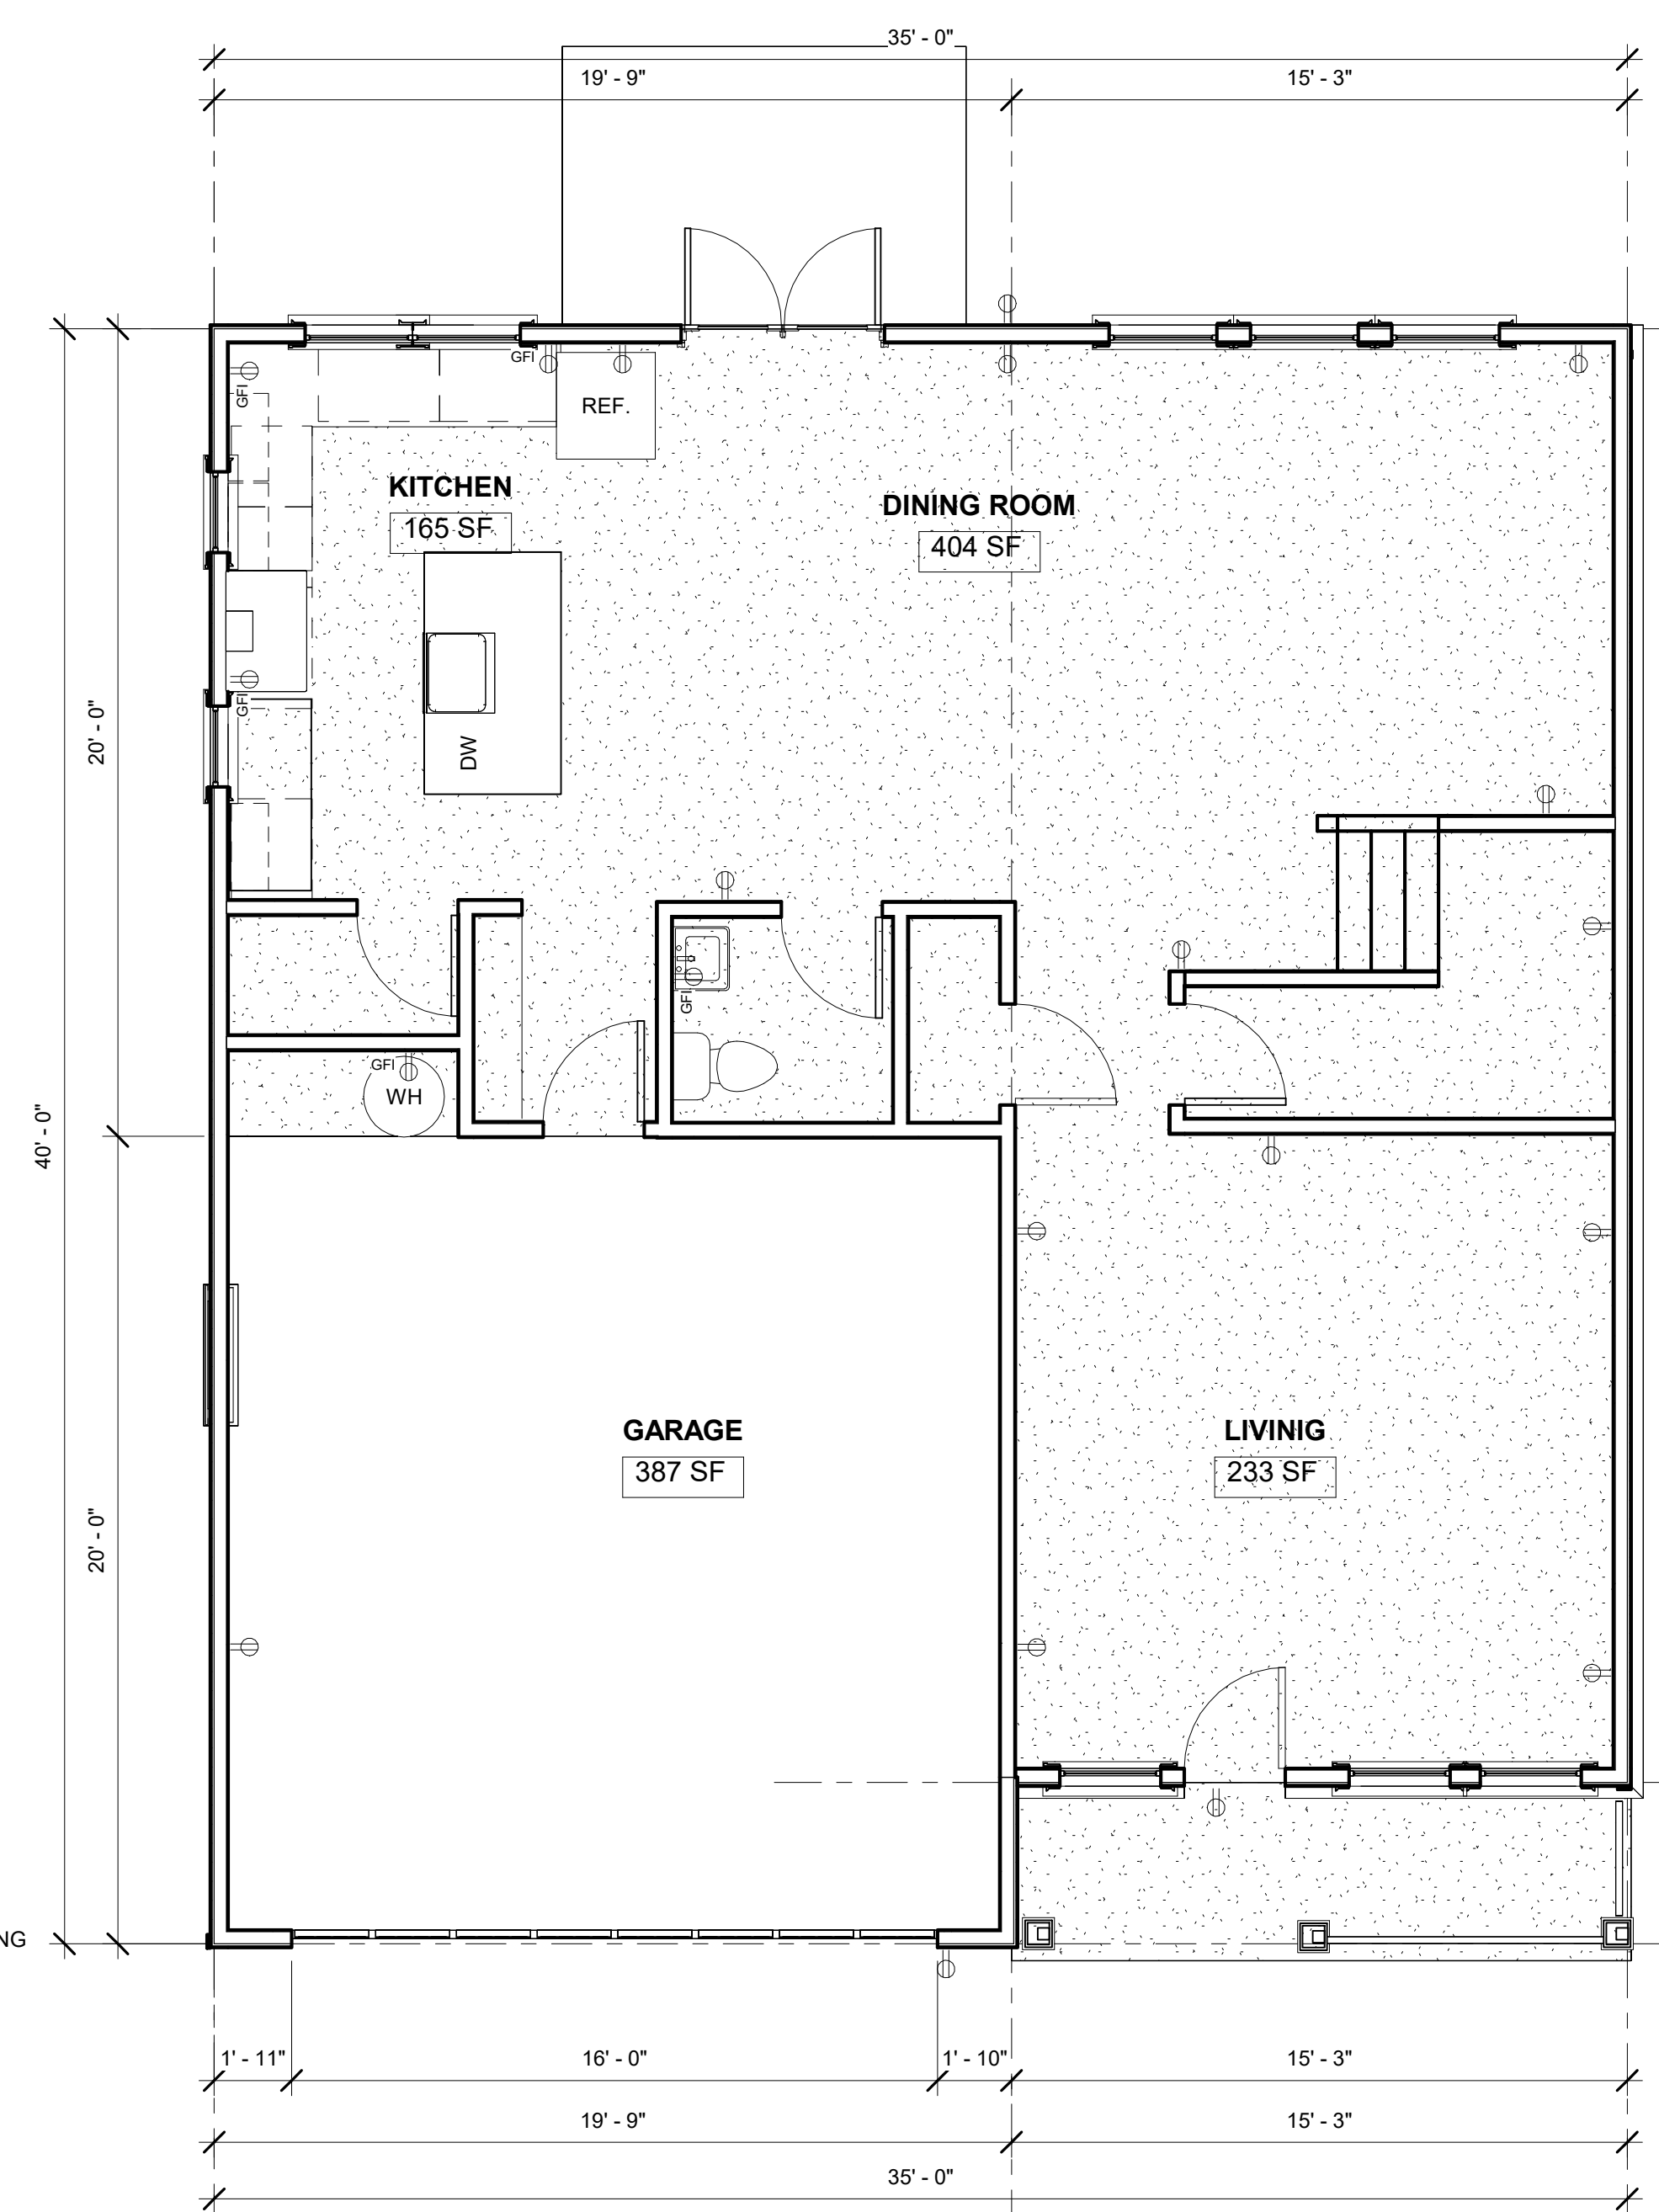 35' - 0"
19' - 9"
15' - 3"
GFI
GFI
REF.
KITCHEN
165 SF
DINING ROOM
404 SF
GFI
DW
20' - 0"
GFI
GFI
WH
40' - 0"
GARAGE
387 SF
LIVINIG
233 SF
20' - 0"
NG
1' - 11"
16' - 0"
1' - 10"
15' - 3"
19' - 9"
15' - 3"
35' - 0"